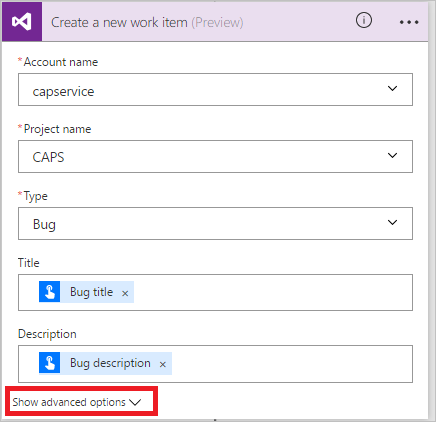 Create a new work item (Preview)
*Account name
capservice
*Project name
CAPS
*Type
Bug
Title
Bug title ×
Description
Bug description ×
Show advanced options